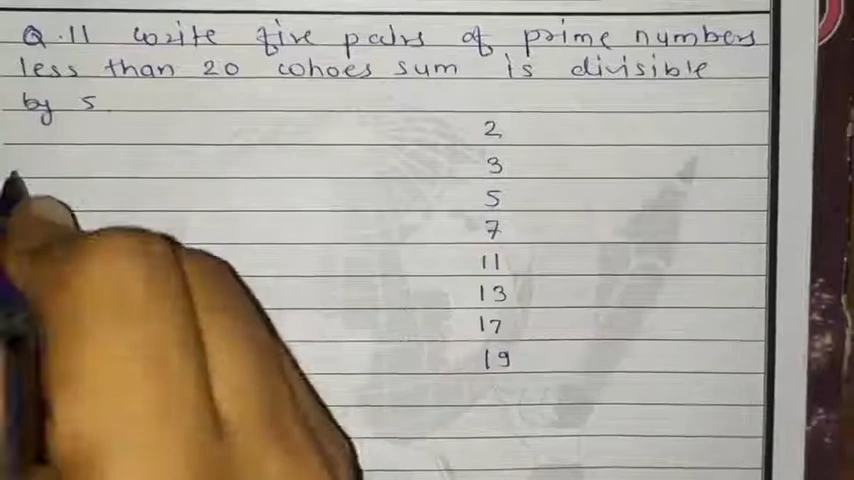 Q.11 write five pairs of prime numbers
less than 20 whoes sum is divisible
by 5
2
3
5
7
11
13
17
19